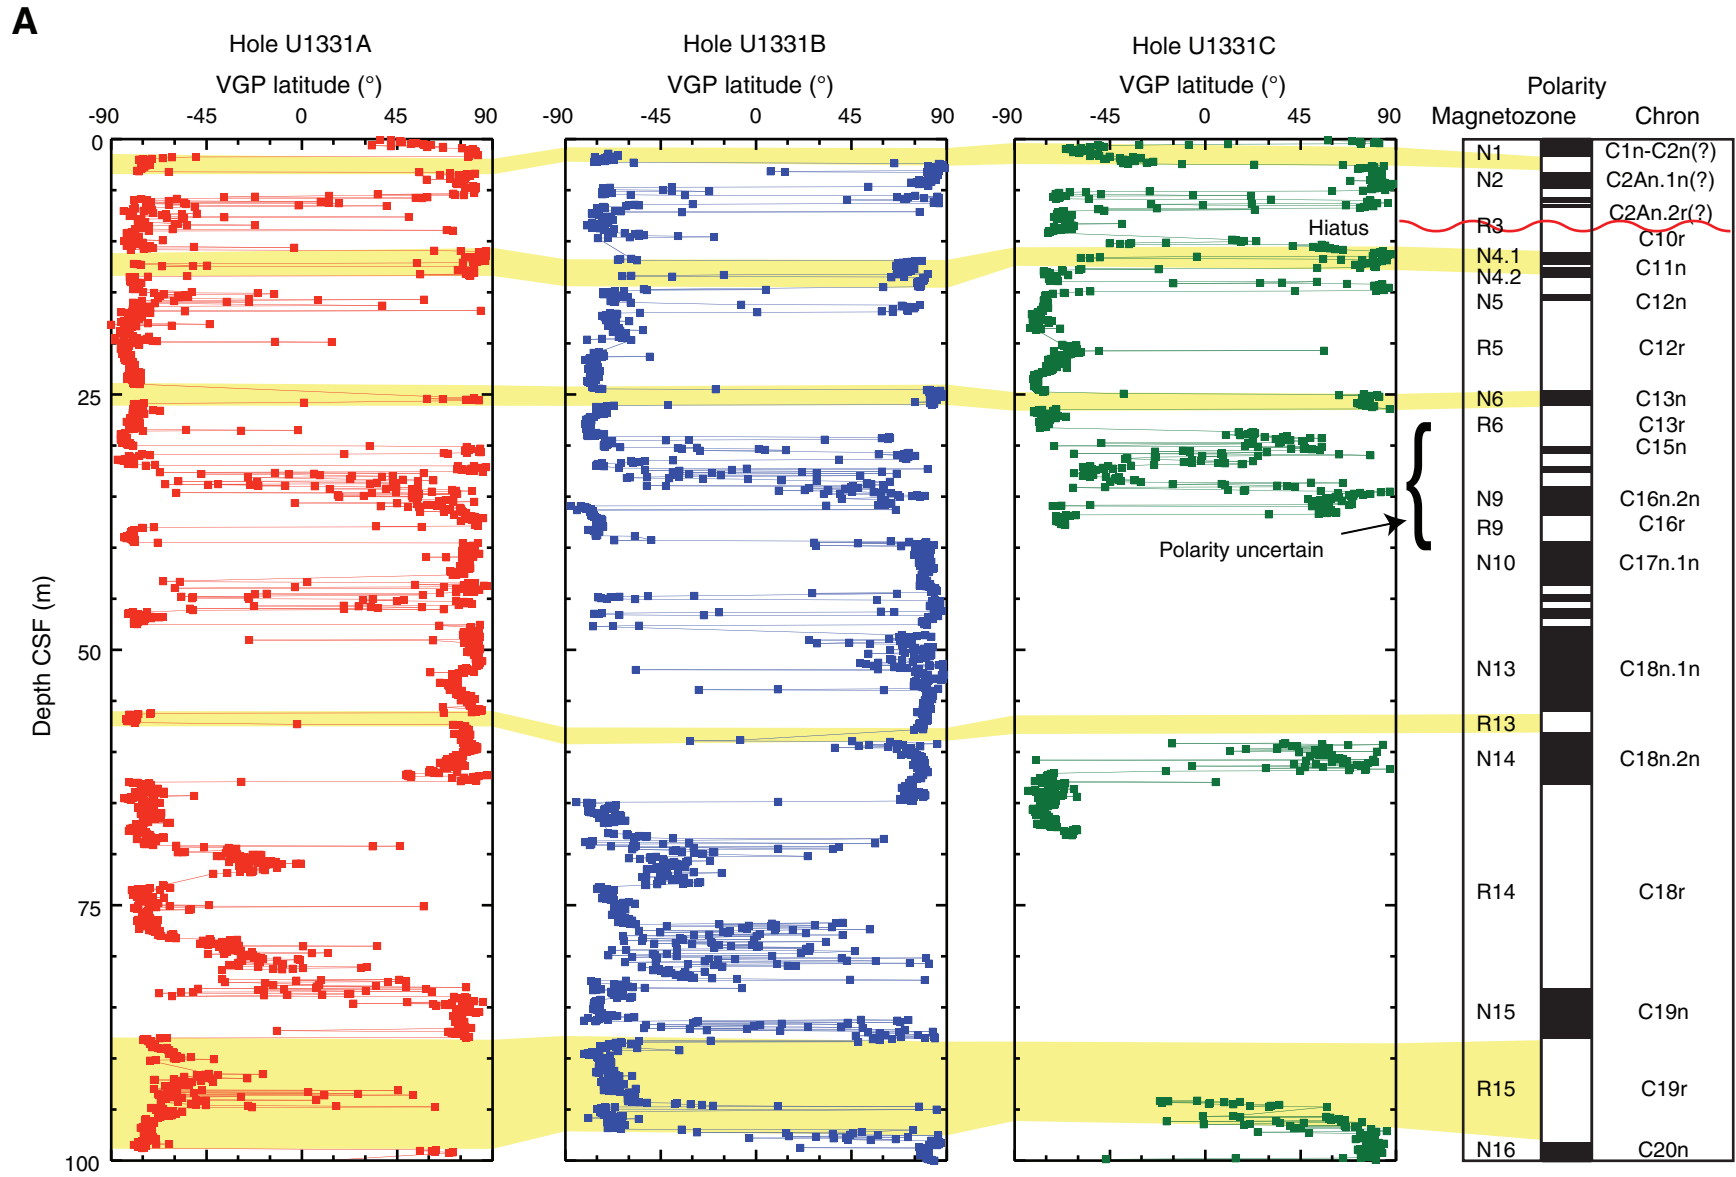 A
Hole U1331A
Hole U1331B
Hole U1331C
VGP latitude (°)
VGP latitude (°)
VGP latitude (°)
Polarity
Magnetozone
Chron
-90 -45 0 45 90
-90 -45 0 45 90
-90 -45 0 45 90
Depth CSF (m)
0
25
50
75
100
Hiatus
Polarity uncertain
{
N1 C1n-C2n(?)
N2 C2An.1n(?)
C2An.2r(?)
R3
C10r
N4.1
C11n
N4.2
N5 C12n
R5 C12r
N6 C13n
R6 C13r
C15n
N9 C16n.2n
R9 C16r
N10 C17n.1n
N13 C18n.1n
R13
N14 C18n.2n
R14 C18r
N15 C19n
R15 C19r
N16 C20n